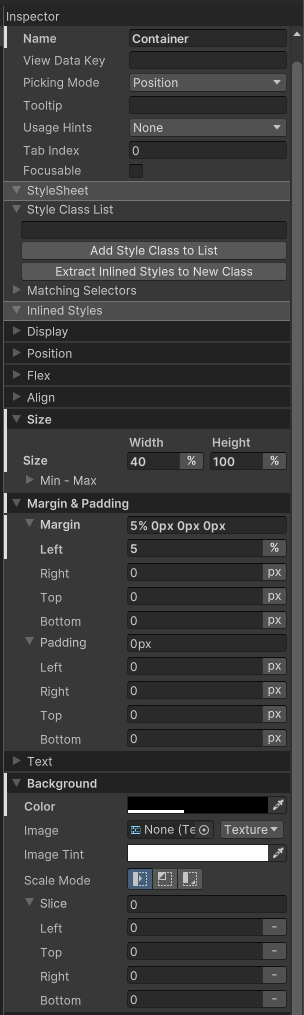 Inspector
Name Container
View Data Key
Picking Mode Position
Tooltip
Usage Hints None
Tab Index 0
Focusable
StyleSheet
Style Class List
Add Style Class to List
Extract Inlined Styles to New Class
Matching Selectors
Inlined Styles
Display
Position
Flex
Align
Size
Width Height
Size 40 % 100 %
Min - Max
Margin & Padding
Margin 5% 0px 0px 0px
Left 5 %
Right 0 px
Top 0 px
Bottom 0 px
Padding 0px
Left 0 px
Right 0 px
Top 0 px
Bottom 0 px
Text
Background
Color
Image None (Te Texture
Image Tint
Scale Mode
Slice 0
Left 0 -
Top 0 -
Right 0 -
Bottom 0 -